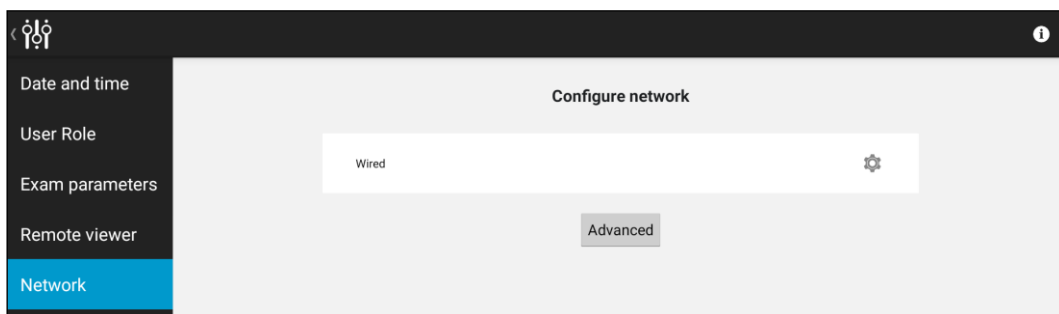 Date and time
User Role
Exam parameters
Remote viewer
Network
Configure network
Wired
Advanced